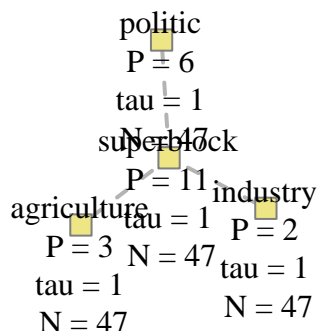 politic
P = 6
tau = 1
N = 47
superblock
P = 11
tau = 1
N = 47
agriculture
P = 3
tau = 1
N = 47
industry
P = 2
tau = 1
N = 47